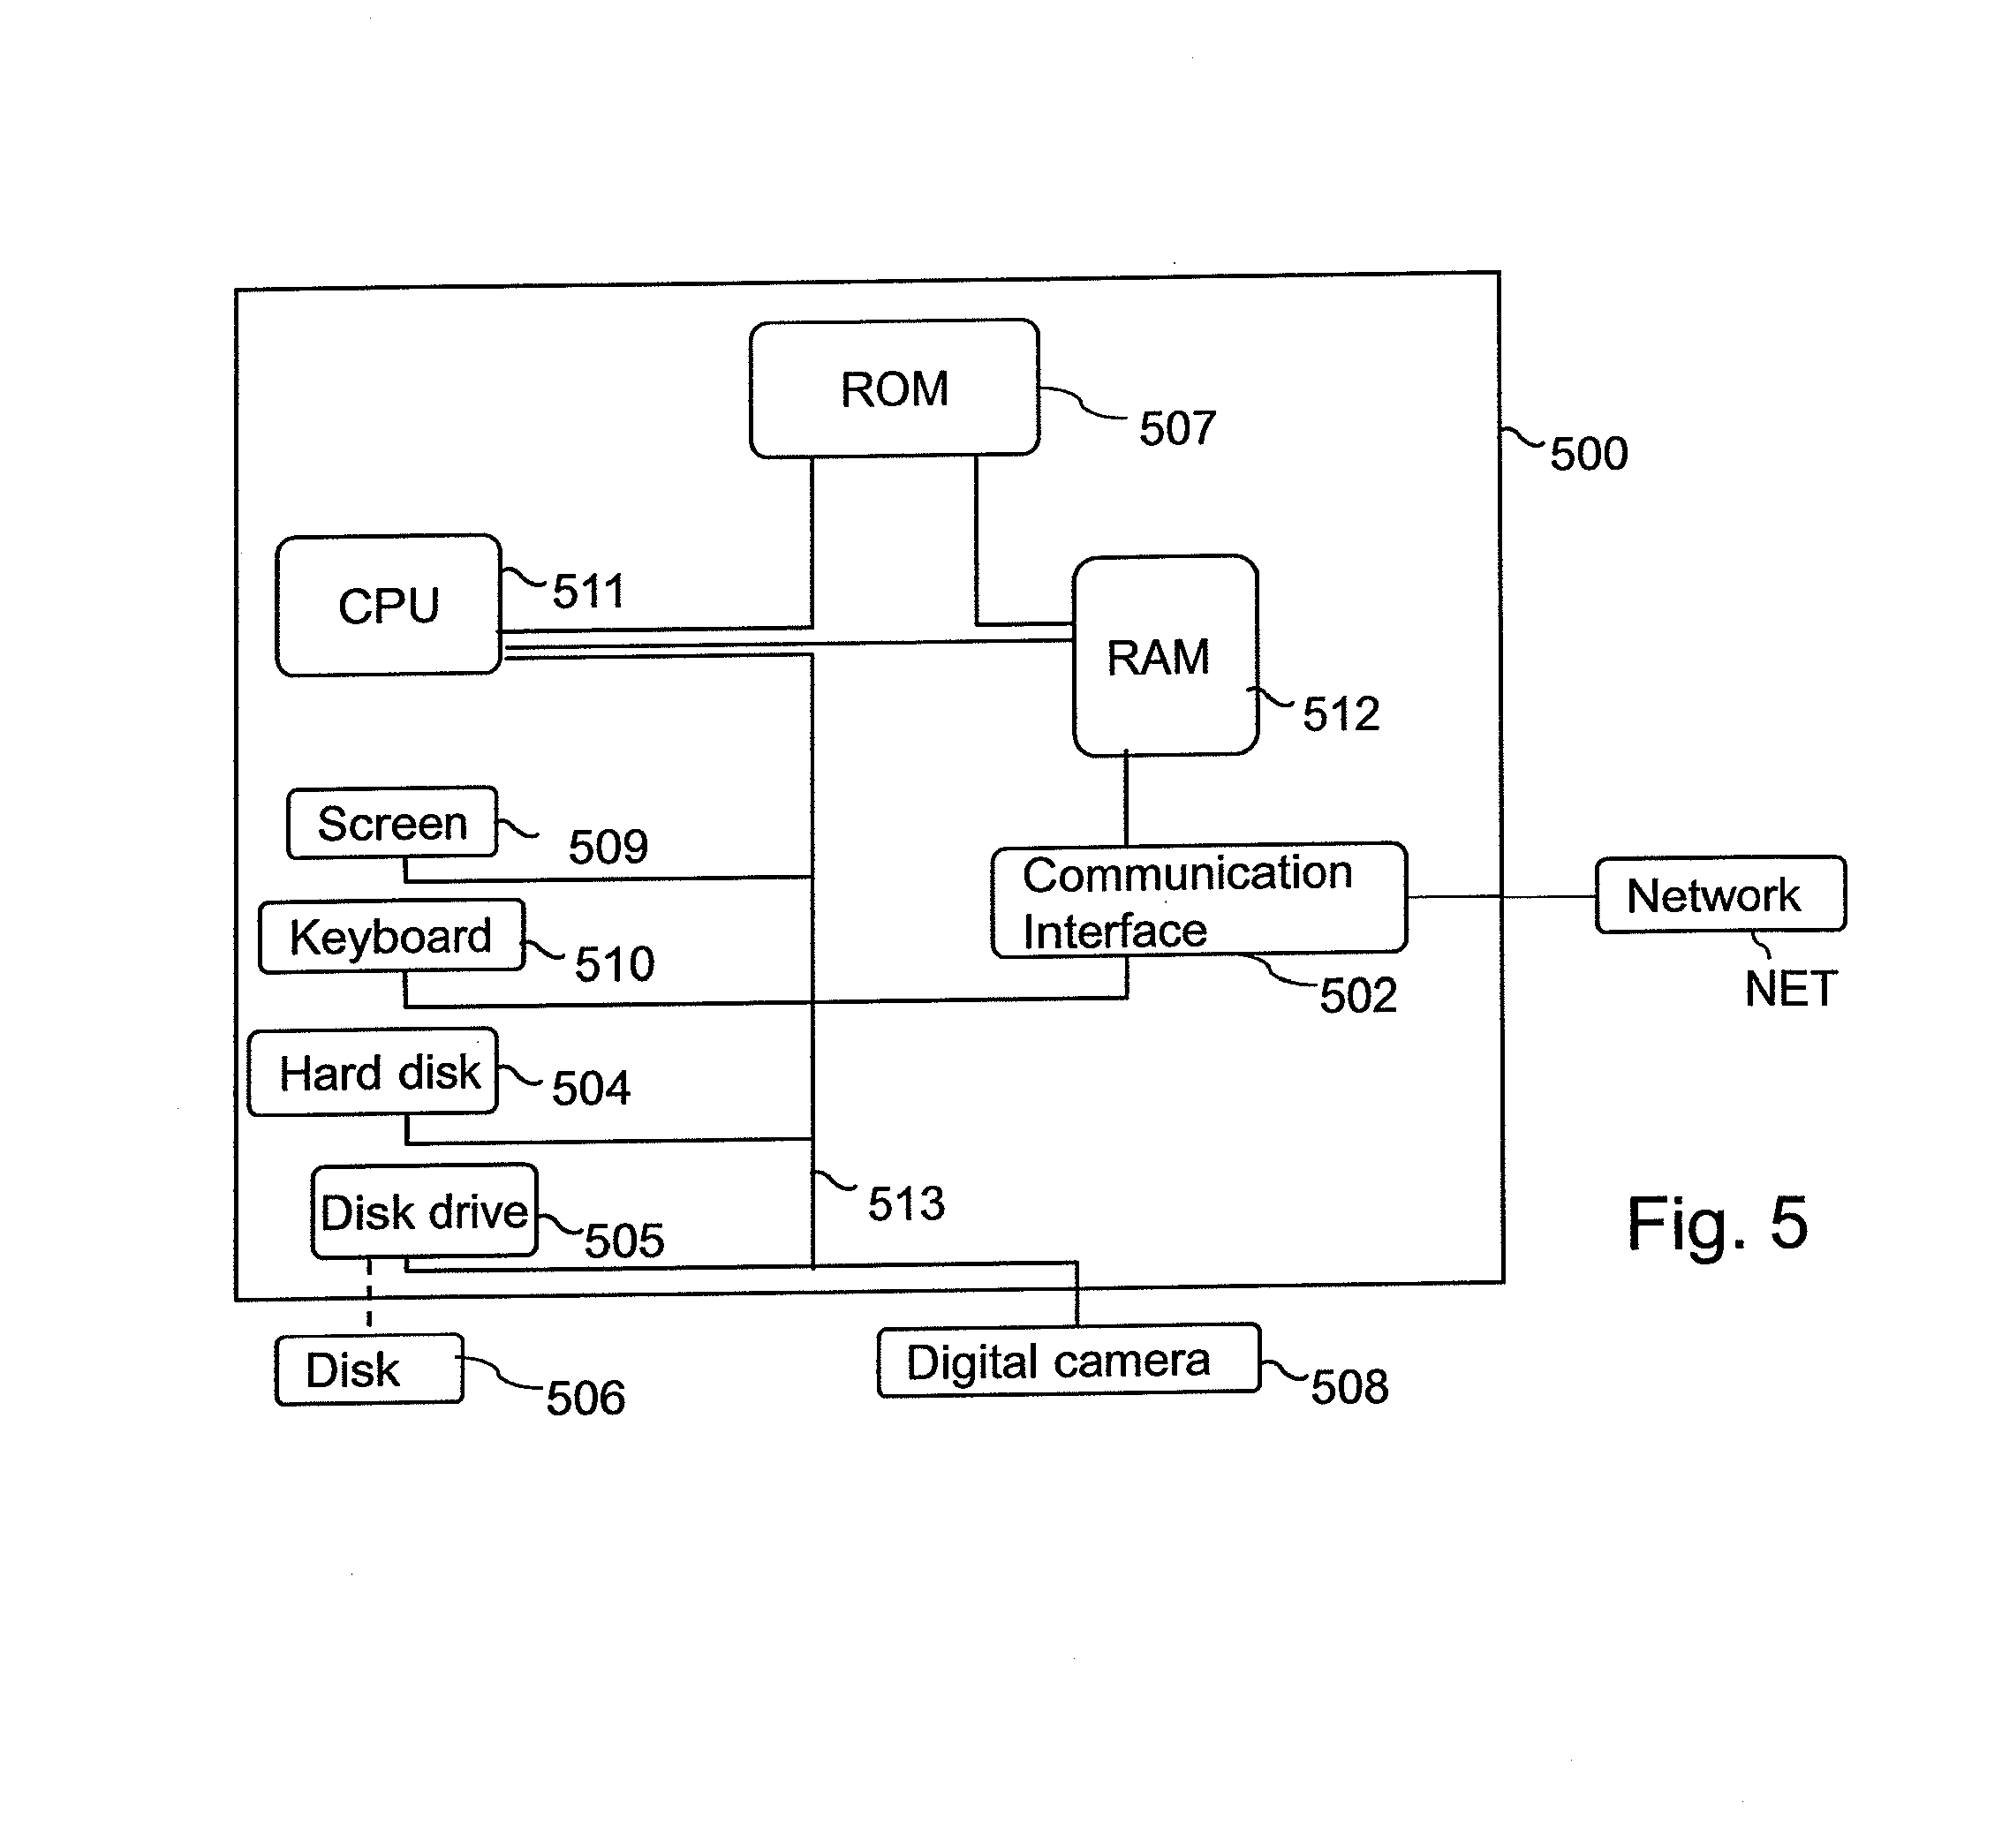 ROM
507
500
CPU
511
RAM
512
Screen
509
Communication
Interface
502
Network
NET
Keyboard
510
Hard disk
504
Disk drive
505
513
Fig. 5
Disk
506
Digital camera
508